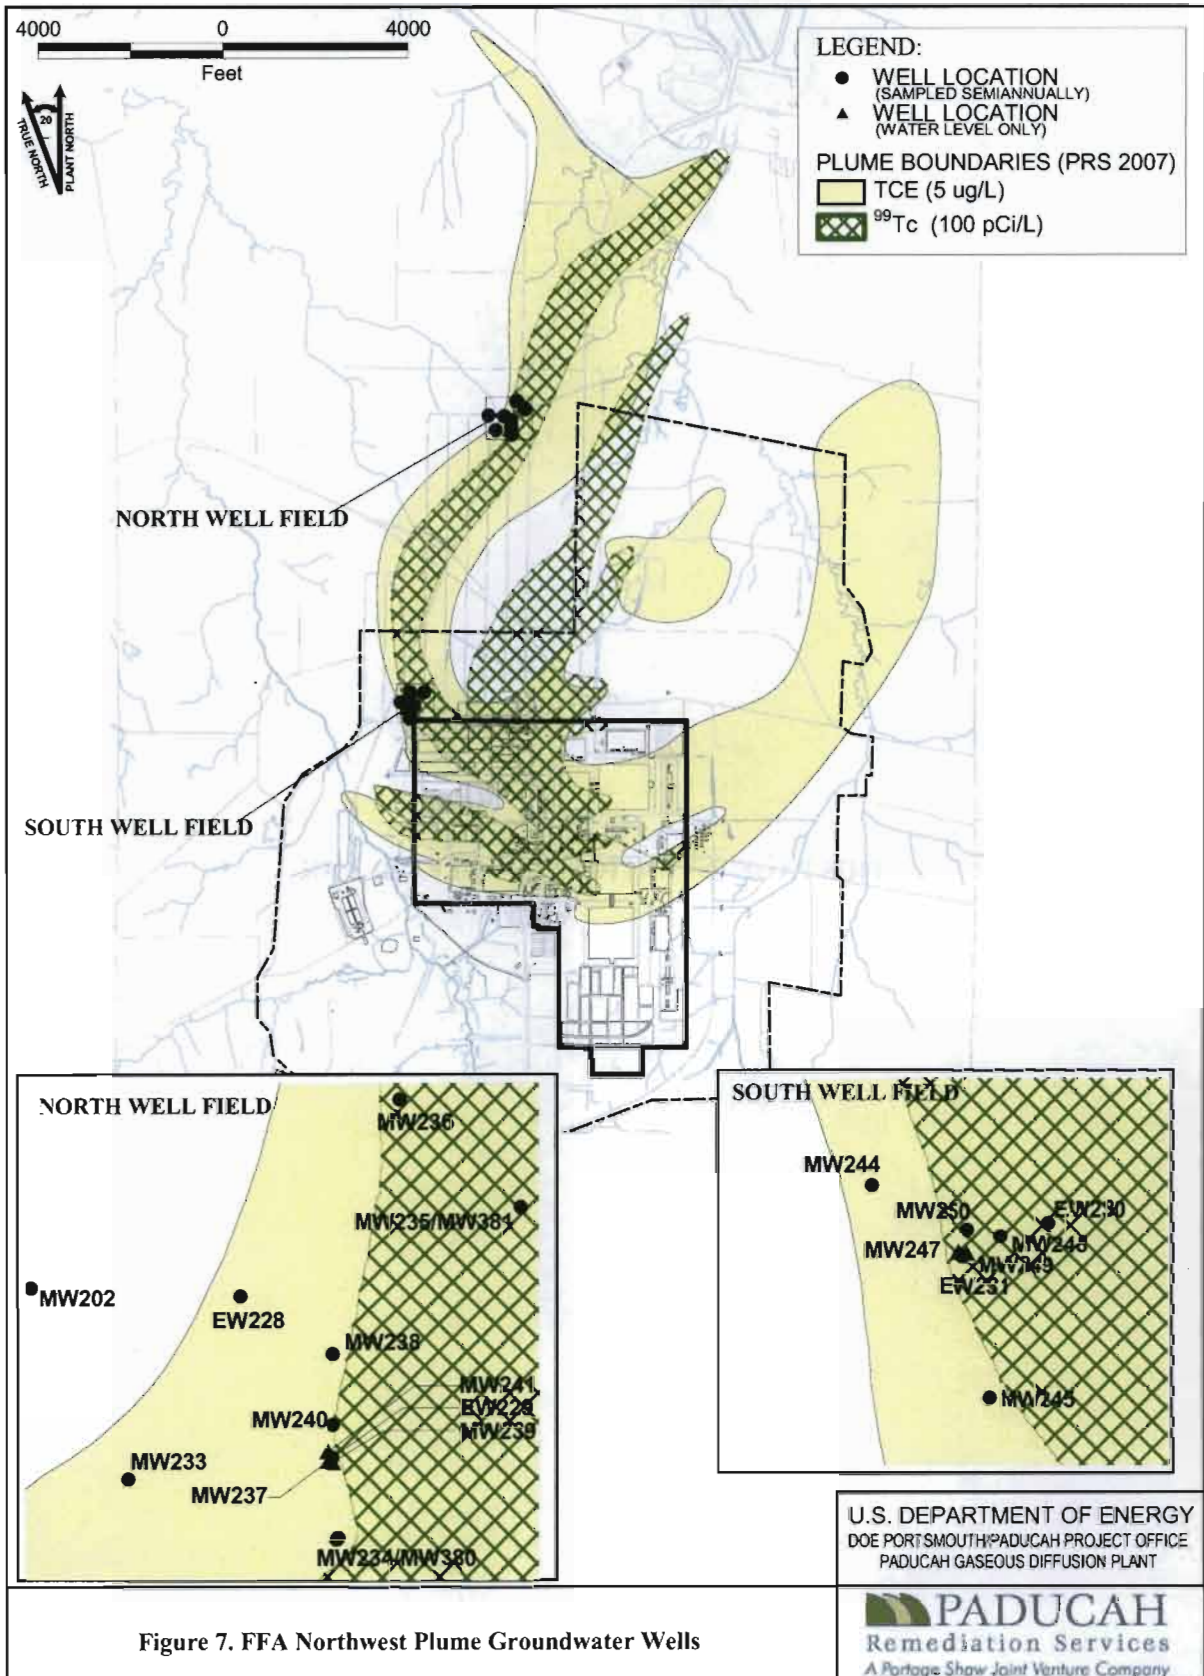 4000 0 4000
Feet
20
TRUE NORTH
PLANT NORTH
LEGEND:
WELL LOCATION
(SAMPLED SEMIANNUALLY)
WELL LOCATION
(WATER LEVEL ONLY)
PLUME BOUNDARIES (PRS 2007)
TCE (5 ug/L)
99Tc (100 pCi/L)
NORTH WELL FIELD
SOUTH WELL FIELD
NORTH WELL FIELD
MW236
MW235/MW381
MW202
EW228
MW238
MW241
EW229
MW239
MW240
MW233
MW237
MW234/MW380
SOUTH WELL FIELD
MW244
MW250
EW230
MW248
MW247
MW249
EW231
MW245
U.S. DEPARTMENT OF ENERGY
DOE PORTSMOUTH/PADUCAH PROJECT OFFICE
PADUCAH GASEOUS DIFFUSION PLANT
Figure 7. FFA Northwest Plume Groundwater Wells
PADUCAH
Remediation Services
A Portage Shaw Joint Venture Company